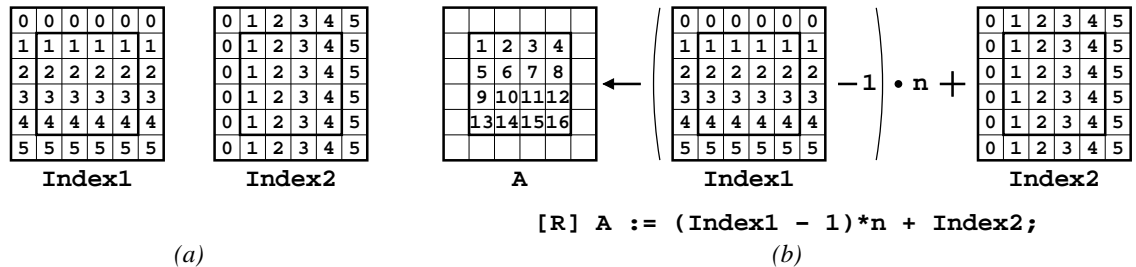 0 0 0 0 0 0 0 1 2 3 4 5 0 0 0 0 0 0 0 1 2 3 4 5
1 1 1 1 1 1 0 1 2 3 4 5 1 2 3 4 1 1 1 1 1 1 0 1 2 3 4 5
2 2 2 2 2 2 0 1 2 3 4 5 5 6 7 8 2 2 2 2 2 2 0 1 2 3 4 5
3 3 3 3 3 3 0 1 2 3 4 5 9 10 11 12 ← ( 3 3 3 3 3 3 −1 ) • n + 0 1 2 3 4 5
4 4 4 4 4 4 0 1 2 3 4 5 13 14 15 16 4 4 4 4 4 4 0 1 2 3 4 5
5 5 5 5 5 5 0 1 2 3 4 5 5 5 5 5 5 5 0 1 2 3 4 5
Index1 Index2 A Index1 Index2
[R] A := (Index1 - 1)*n + Index2;
(a) (b)